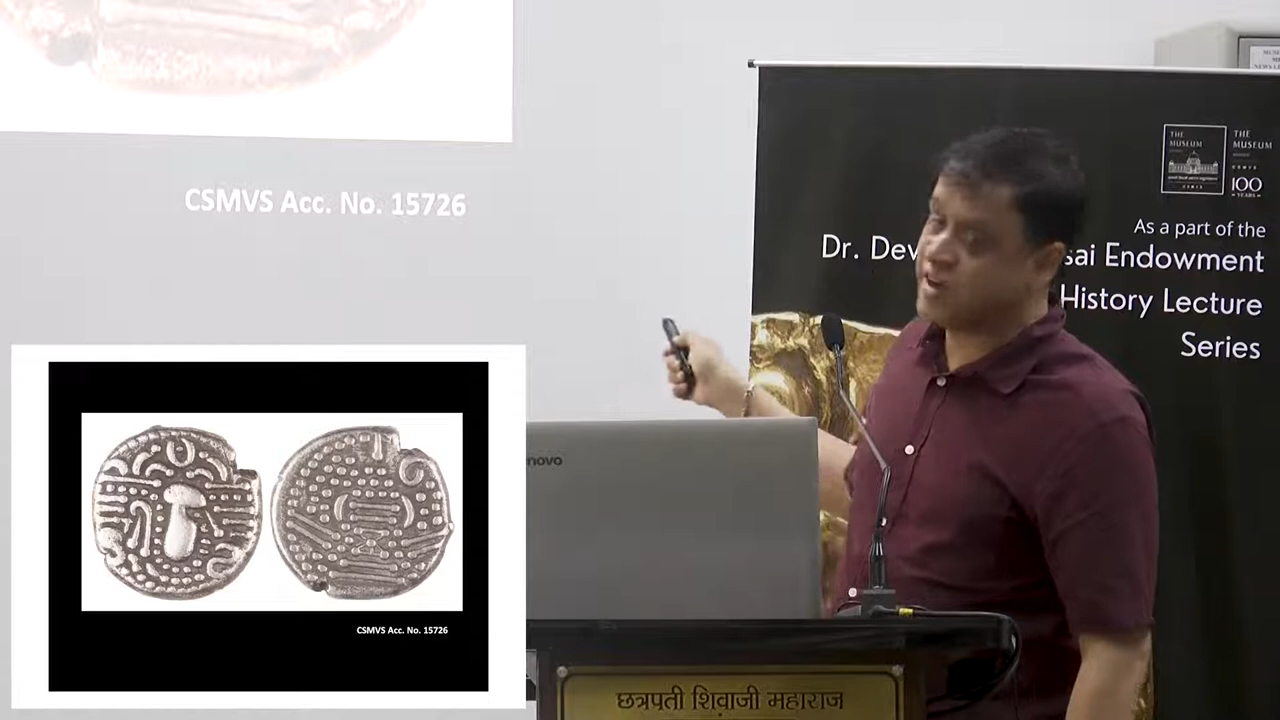 CSMVS Acc. No. 15726
THE
MUSEUM
THE
MUSEUM
CSMVS
100
YEARS
As a part of the
Dr. Dev sai Endowment
History Lecture
Series
novo
CSMVS Acc. No. 15726
छत्रपती शिवाजी महाराज